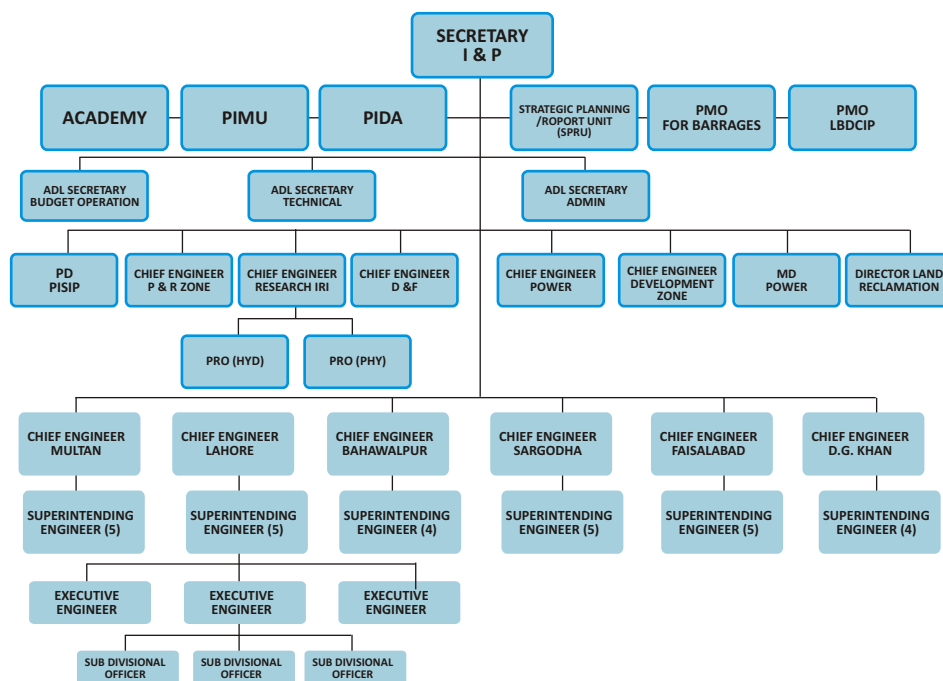 SECRETARY
I & P
ACADEMY
PIMU
PIDA
STRATEGIC PLANNING
/ROPORT UNIT
(SPRU)
PMO
FOR BARRAGES
PMO
LBDCIP
ADL SECRETARY
BUDGET OPERATION
ADL SECRETARY
TECHNICAL
ADL SECRETARY
ADMIN
PD
PISIP
CHIEF ENGINEER
P & R ZONE
CHIEF ENGINEER
RESEARCH IRI
CHIEF ENGINEER
D &F
CHIEF ENGINEER
POWER
CHIEF ENGINEER
DEVELOPMENT
ZONE
MD
POWER
DIRECTOR LAND
RECLAMATION
PRO (HYD)
PRO (PHY)
CHIEF ENGINEER
MULTAN
CHIEF ENGINEER
LAHORE
CHIEF ENGINEER
BAHAWALPUR
CHIEF ENGINEER
SARGODHA
CHIEF ENGINEER
FAISALABAD
CHIEF ENGINEER
D.G. KHAN
SUPERINTENDING
ENGINEER (5)
SUPERINTENDING
ENGINEER (5)
SUPERINTENDING
ENGINEER (4)
SUPERINTENDING
ENGINEER (5)
SUPERINTENDING
ENGINEER (5)
SUPERINTENDING
ENGINEER (4)
EXECUTIVE
ENGINEER
EXECUTIVE
ENGINEER
EXECUTIVE
ENGINEER
SUB DIVISIONAL
OFFICER
SUB DIVISIONAL
OFFICER
SUB DIVISIONAL
OFFICER